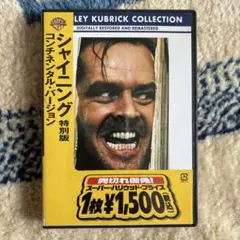 LEY KUBRICK COLLECTION
DIGITALLY RESTORED AND REMASTERED
シャイニング 特別版
コンチネンタル・バージョン
売切れ御免!
スーパー・ハリウッド・プライス
1枚¥1,500(税込)